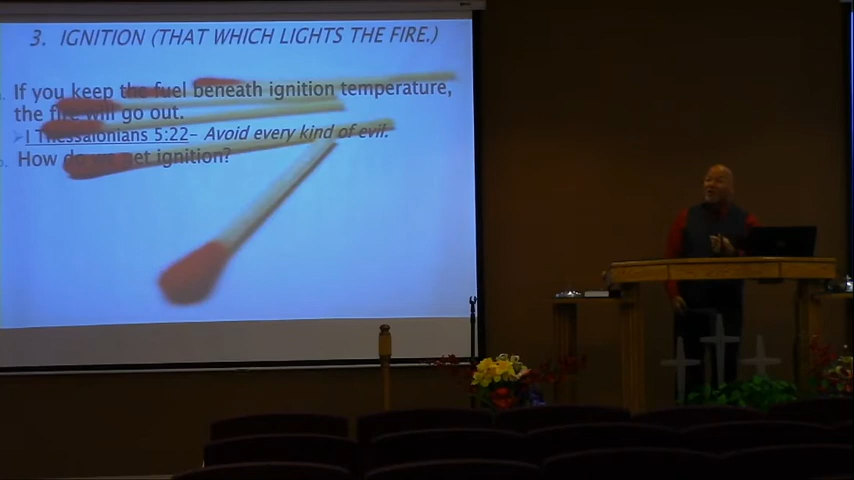 3. IGNITION (THAT WHICH LIGHTS THE FIRE.)
a. If you keep the fuel beneath ignition temperature,
the fire will go out.
I Thessalonians 5:22– Avoid every kind of evil.
b. How do we get ignition?